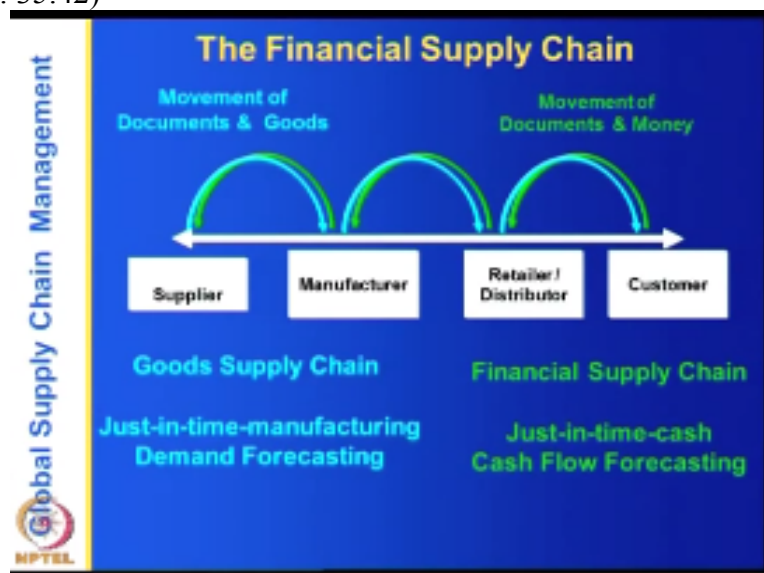 : 55:42)
The Financial Supply Chain
Movement of
Documents & Goods
Movement of
Documents & Money
Supplier
Manufacturer
Retailer /
Distributor
Customer
Goods Supply Chain
Financial Supply Chain
Just-in-time-manufacturing
Demand Forecasting
Just-in-time-cash
Cash Flow Forecasting
Global Supply Chain Management
NPTEL